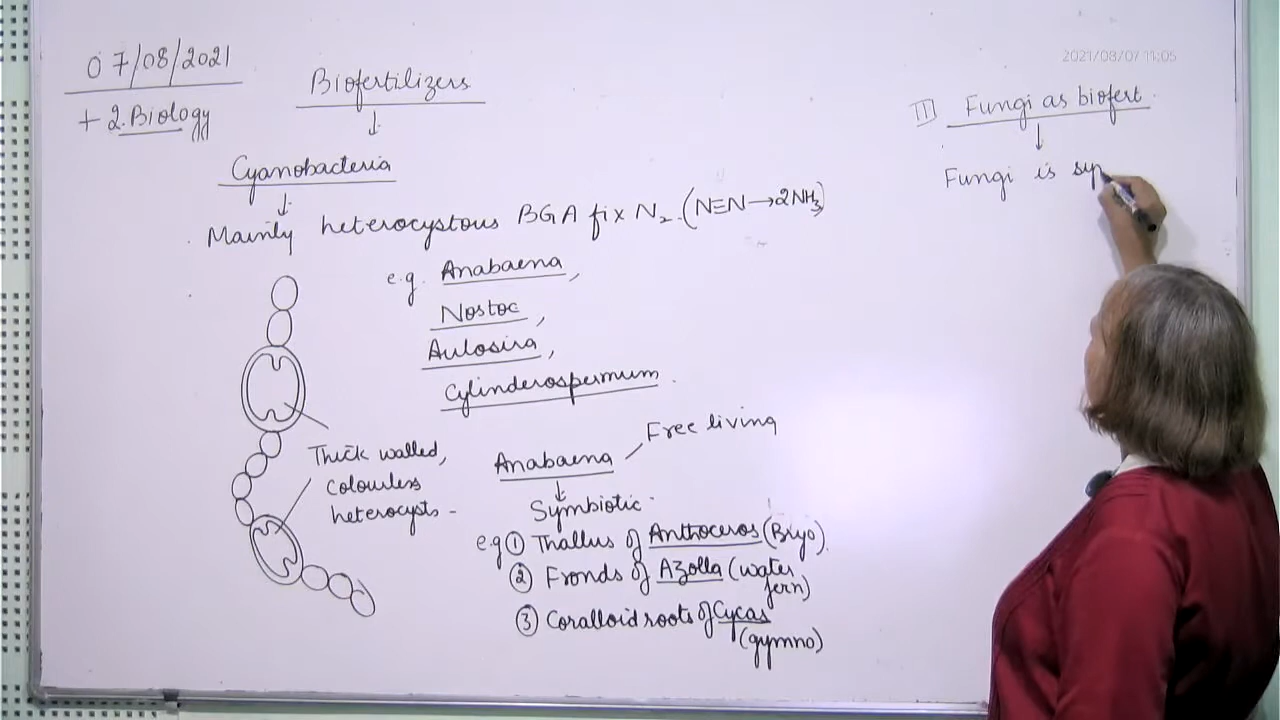 07/08/2021
+2.Biology
Biofertilizers
Cyanobacteria
Mainly heterocystous BGA fix N₂. (N≡N→2NH₃)
e.g. Anabaena,
Nostoc,
Aulosira,
Cylinderospermum.
Thick walled,
colourless
heterocysts -
Anabaena
Free living
Symbiotic
e.g ① Thallus of Anthoceros (Bryo).
② Fronds of Azolla (water
fern)
③ Coralloid roots of Cycas
(gymno)
2021/08/07 11:05
III Fungi as biofert.
Fungi is sy